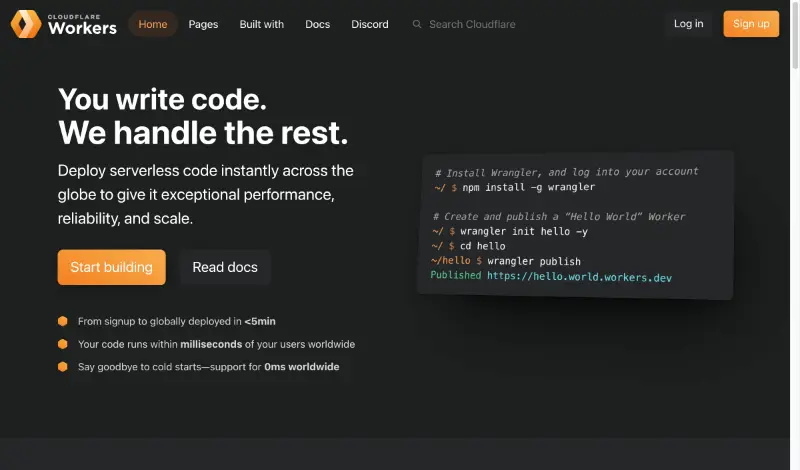 CLOUDFLARE
Workers
Home
Pages
Built with
Docs
Discord
Search Cloudflare
Log in
Sign up
You write code.
We handle the rest.
Deploy serverless code instantly across the
globe to give it exceptional performance,
reliability, and scale.
Start building
Read docs
From signup to globally deployed in <5min
Your code runs within milliseconds of your users worldwide
Say goodbye to cold starts—support for 0ms worldwide
# Install Wrangler, and log into your account
~/ $ npm install -g wrangler
# Create and publish a “Hello World” Worker
~/ $ wrangler init hello -y
~/ $ cd hello
~/hello $ wrangler publish
Published https://hello.world.workers.dev